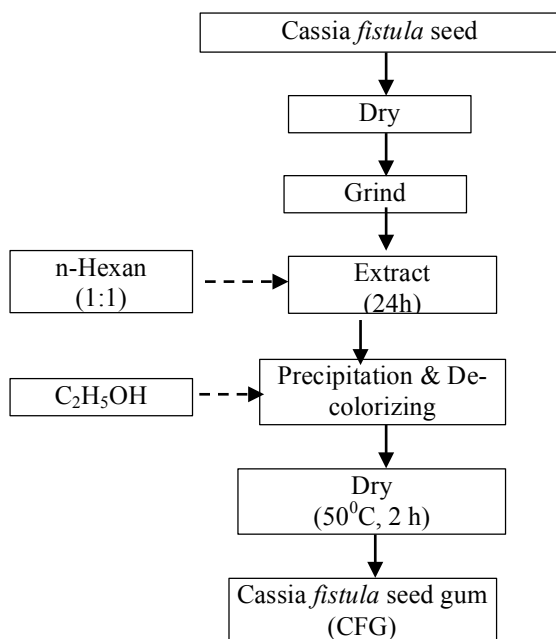 Cassia fistula seed
Dry
Grind
n-Hexan
(1:1)
Extract
(24h)
C₂H₅OH
Precipitation & De-
colorizing
Dry
(50⁰C, 2 h)
Cassia fistula seed gum
(CFG)